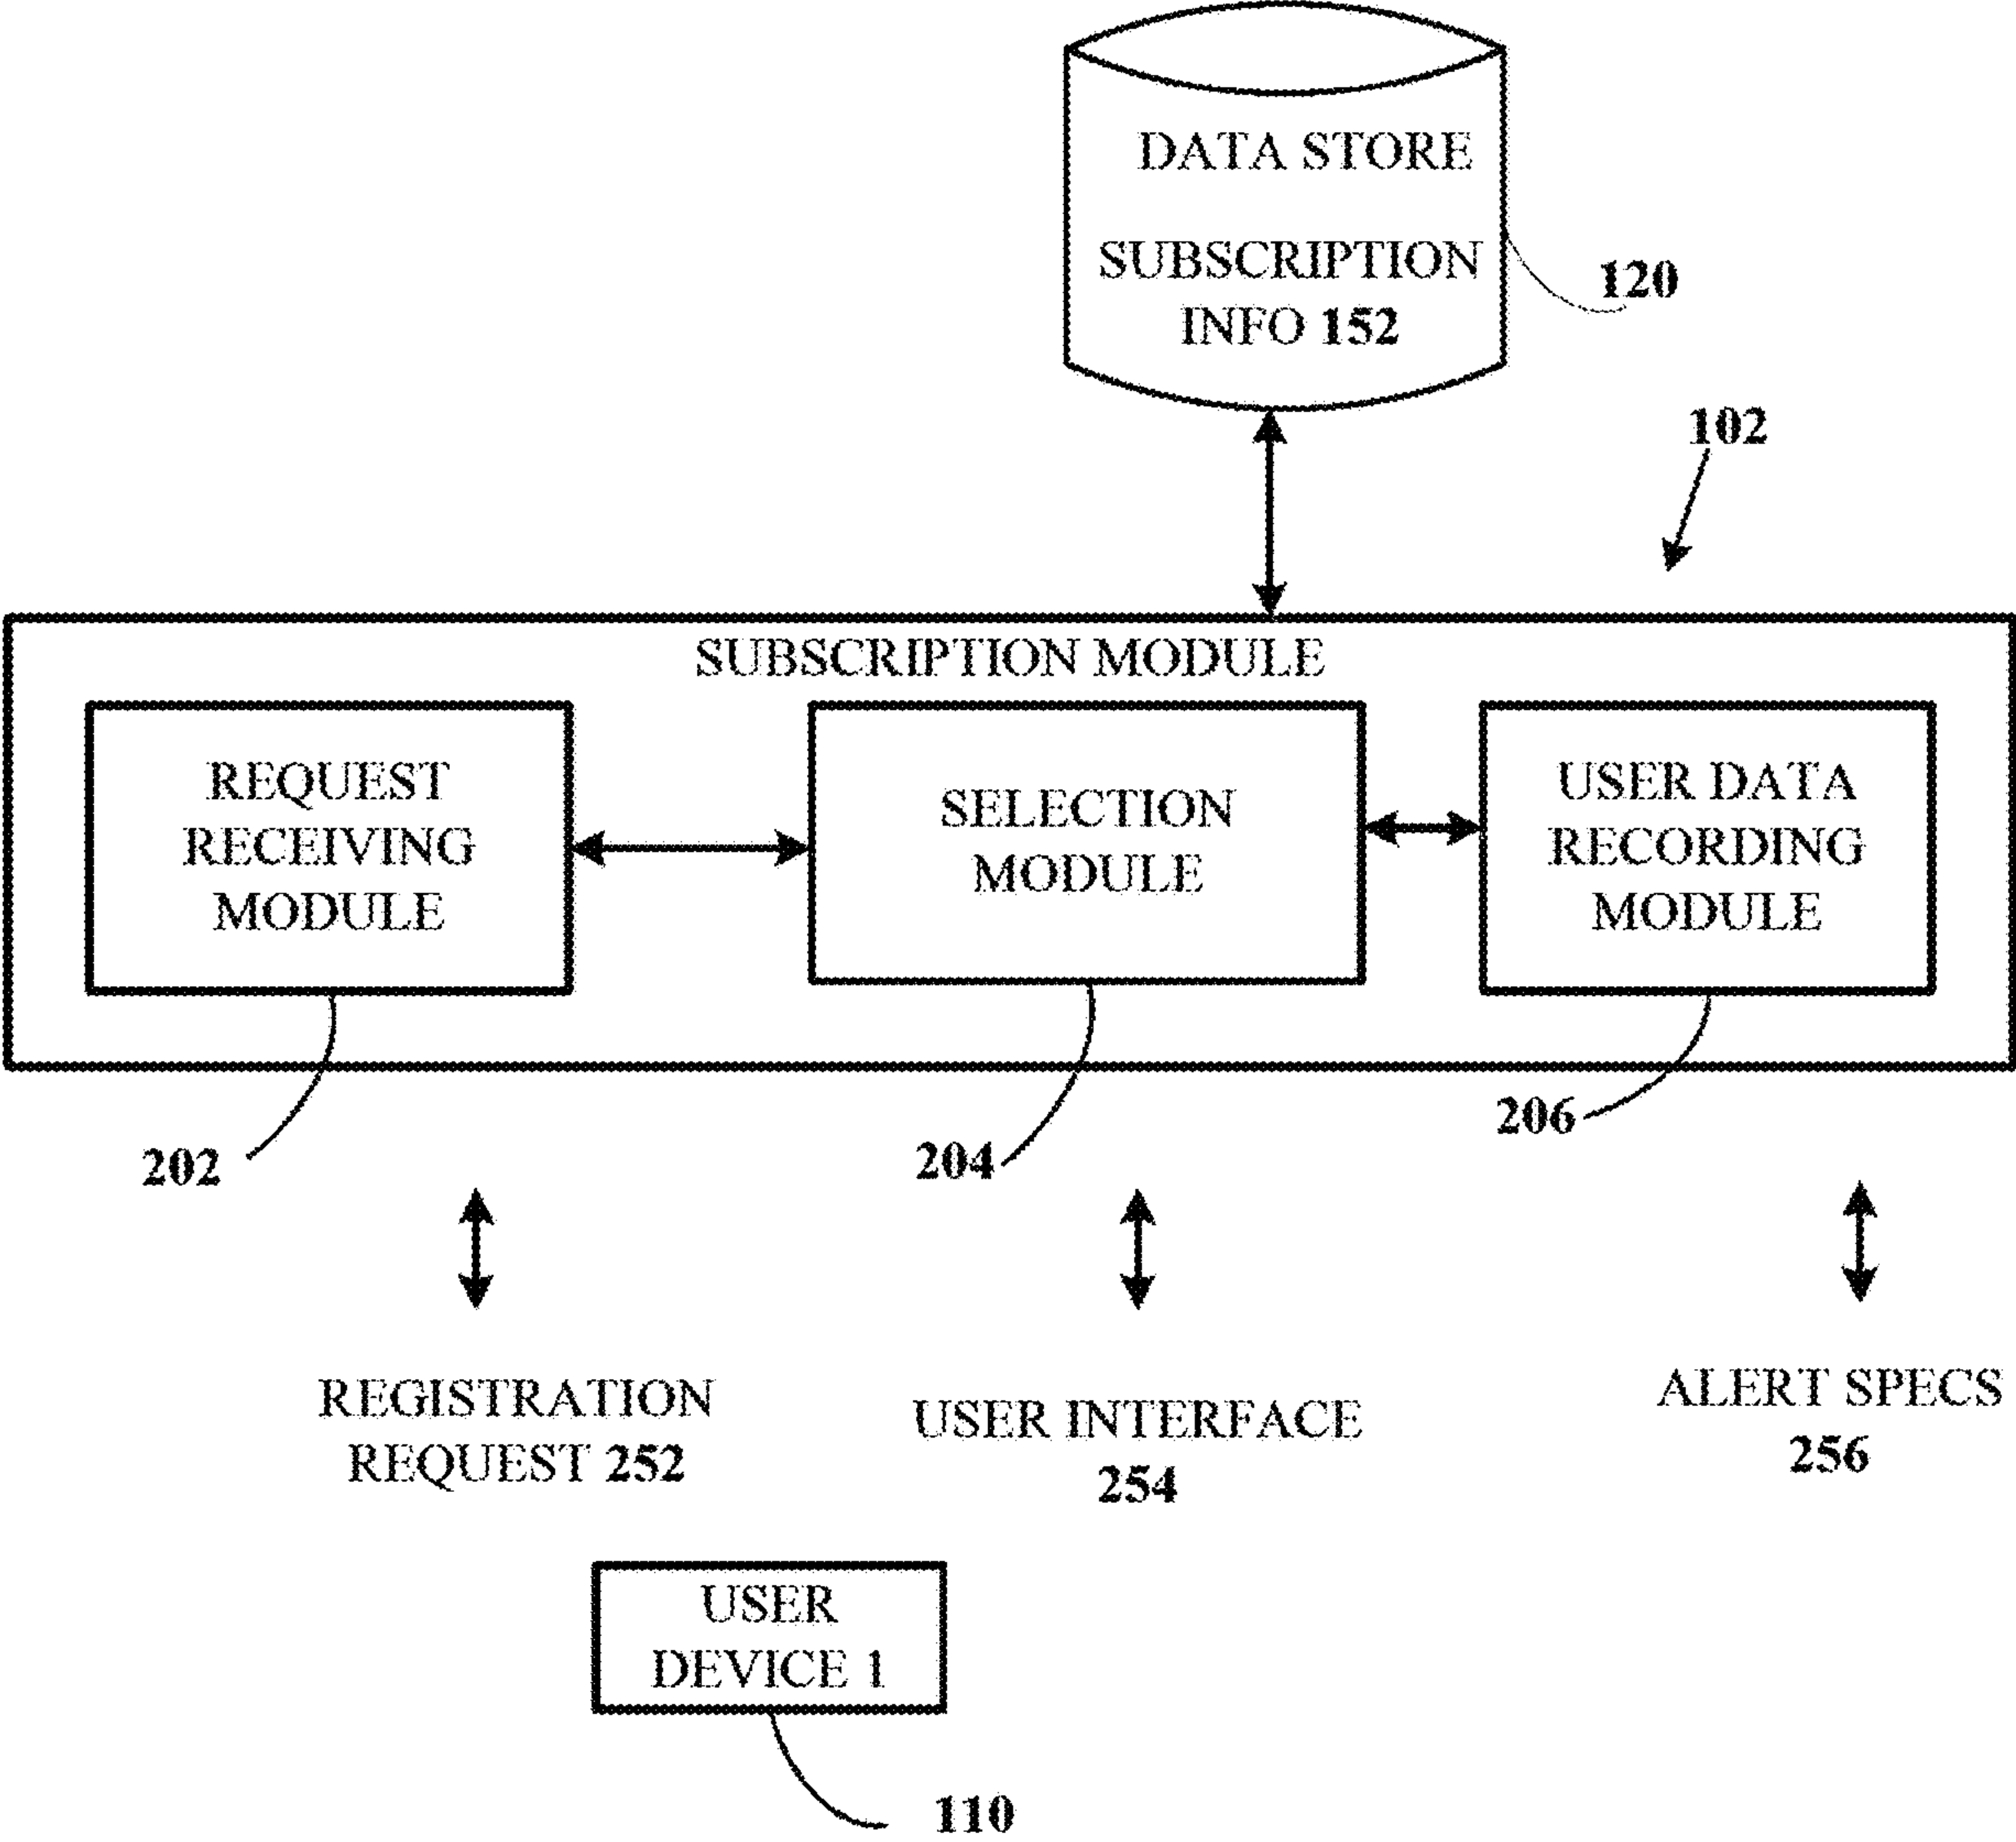 DATA STORE
SUBSCRIPTION
INFO 152
120
102
SUBSCRIPTION MODULE
REQUEST
RECEIVING
MODULE
SELECTION
MODULE
USER DATA
RECORDING
MODULE
202
204
206
REGISTRATION
REQUEST 252
USER INTERFACE
254
ALERT SPECS
256
USER
DEVICE 1
110